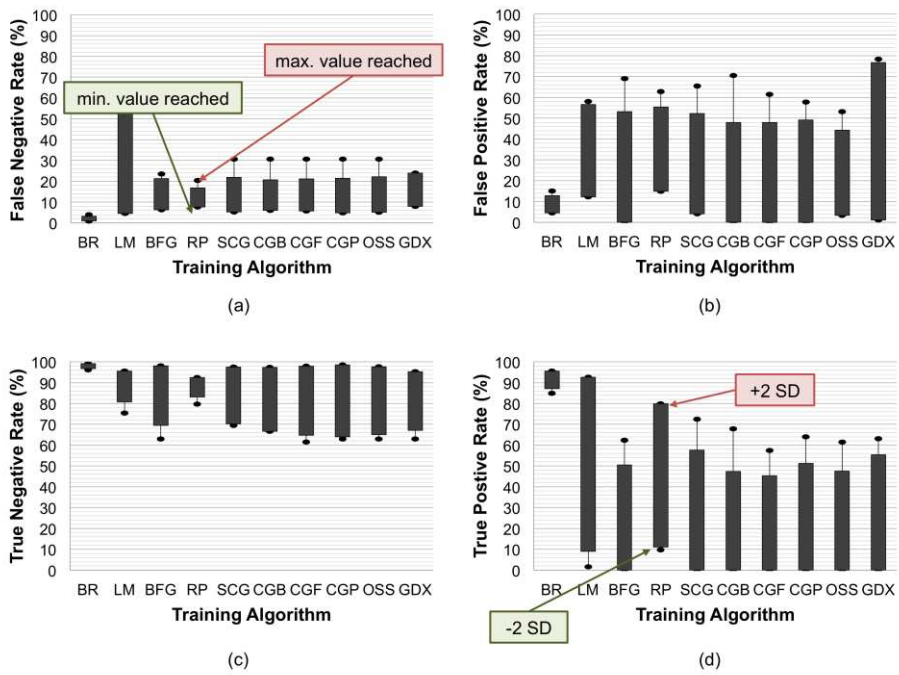 100
90
80
70
60
50
40
30
20
10
0
False Negative Rate (%)
max. value reached
min. value reached
BR LM BFG RP SCG CGB CGF CGP OSS GDX
Training Algorithm
(a)
100
90
80
70
60
50
40
30
20
10
0
False Positive Rate (%)
BR LM BFG RP SCG CGB CGF CGP OSS GDX
Training Algorithm
(b)
100
90
80
70
60
50
40
30
20
10
0
True Negative Rate (%)
BR LM BFG RP SCG CGB CGF CGP OSS GDX
Training Algorithm
(c)
100
90
80
70
60
50
40
30
20
10
0
True Postive Rate (%)
+2 SD
BR LM BFG RP SCG CGB CGF CGP OSS GDX
Training Algorithm
-2 SD
(d)